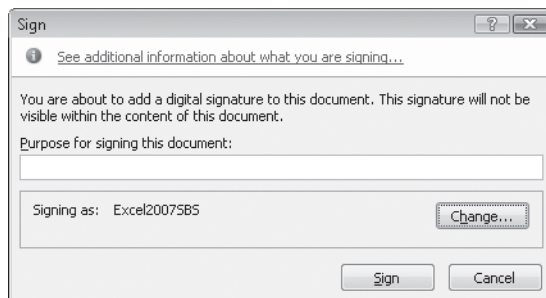 Sign
See additional information about what you are signing...
You are about to add a digital signature to this document. This signature will not be
visible within the content of this document.
Purpose for signing this document:
Signing as: Excel2007SBS
Change...
Sign Cancel